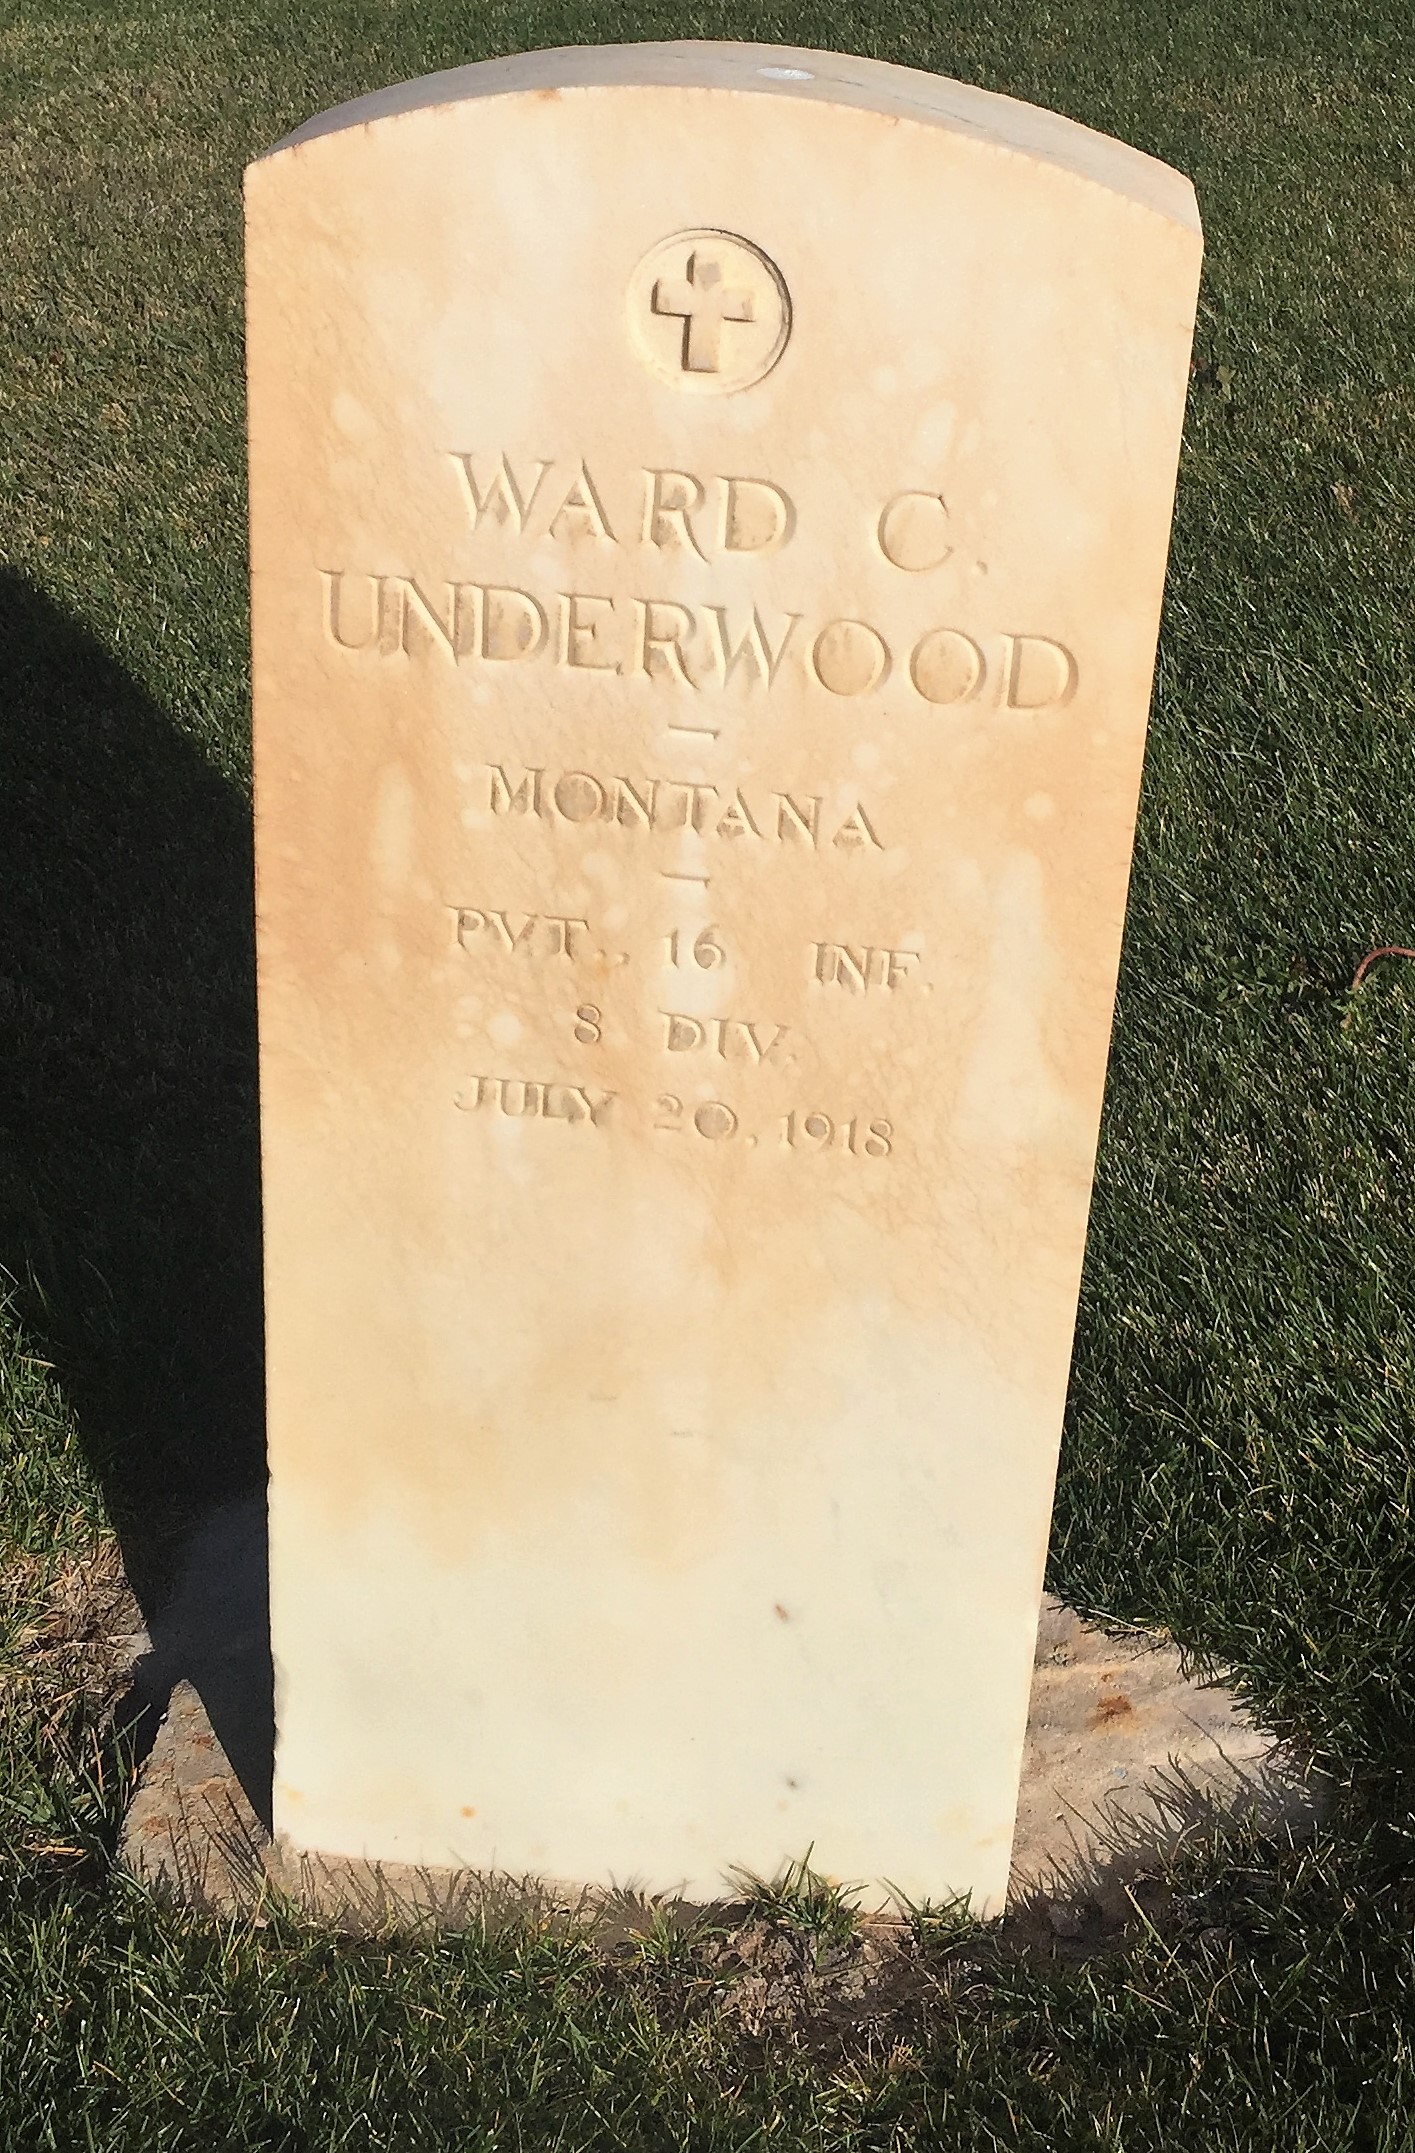 WARD C.
UNDERWOOD
—
MONTANA
—
PVT., 16 INF.
8 DIV.
JULY 20, 1918